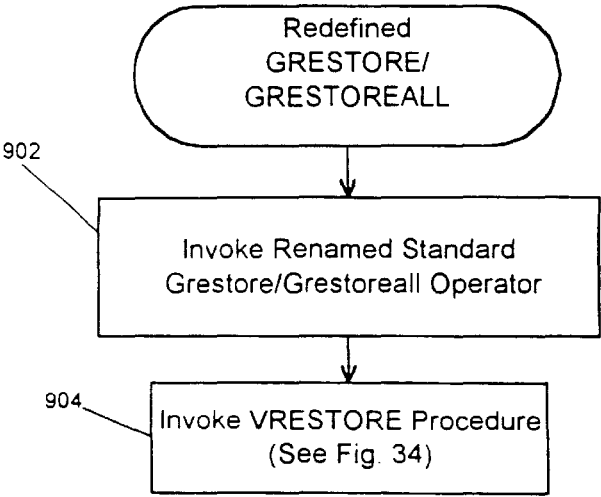 Redefined
GRESTORE/
GRESTOREALL
902
Invoke Renamed Standard
Grestore/Grestoreall Operator
904
Invoke VRESTORE Procedure
(See Fig. 34)